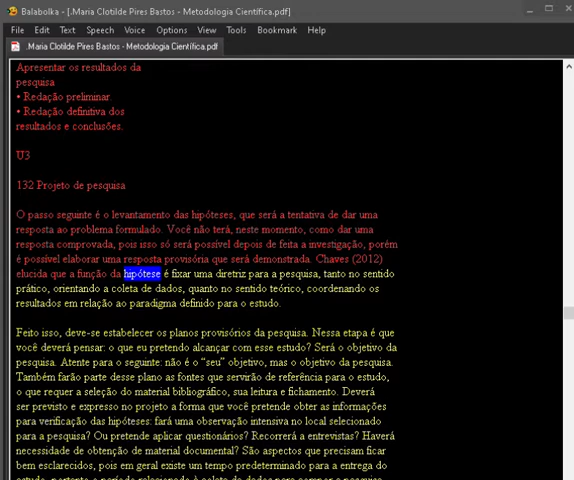 Balabolka - [.Maria Clotilde Pires Bastos - Metodologia Científica.pdf]
File Edit Text Speech Voice Options View Tools Bookmark Help
.Maria Clotilde Pires Bastos - Metodologia Científica.pdf
Apresentar os resultados da
pesquisa
• Redação preliminar
• Redação definitiva dos
resultados e conclusões.
U3
132 Projeto de pesquisa
O passo seguinte é o levantamento das hipóteses, que será a tentativa de dar uma
resposta ao problema formulado. Você não terá, neste momento, como dar uma
resposta comprovada, pois isso só será possível depois de feita a investigação, porém
é possível elaborar uma resposta provisória que será demonstrada. Chaves (2012)
elucida que a função da hipótese é fixar uma diretriz para a pesquisa, tanto no sentido
prático, orientando a coleta de dados, quanto no sentido teórico, coordenando os
resultados em relação ao paradigma definido para o estudo.
Feito isso, deve-se estabelecer os planos provisórios da pesquisa. Nessa etapa é que
você deverá pensar: o que eu pretendo alcançar com esse estudo? Será o objetivo da
pesquisa. Atente para o seguinte: não é o “seu” objetivo, mas o objetivo da pesquisa.
Também farão parte desse plano as fontes que servirão de referência para o estudo,
o que requer a seleção do material bibliográfico, sua leitura e fichamento. Deverá
ser previsto e expresso no projeto a forma que você pretende obter as informações
para verificação das hipóteses: fará uma observação intensiva no local selecionado
para a pesquisa? Ou pretende aplicar questionários? Recorrerá a entrevistas? Haverá
necessidade de obtenção de material documental? São aspectos que precisam ficar
bem esclarecidos, pois em geral existe um tempo predeterminado para a entrega do